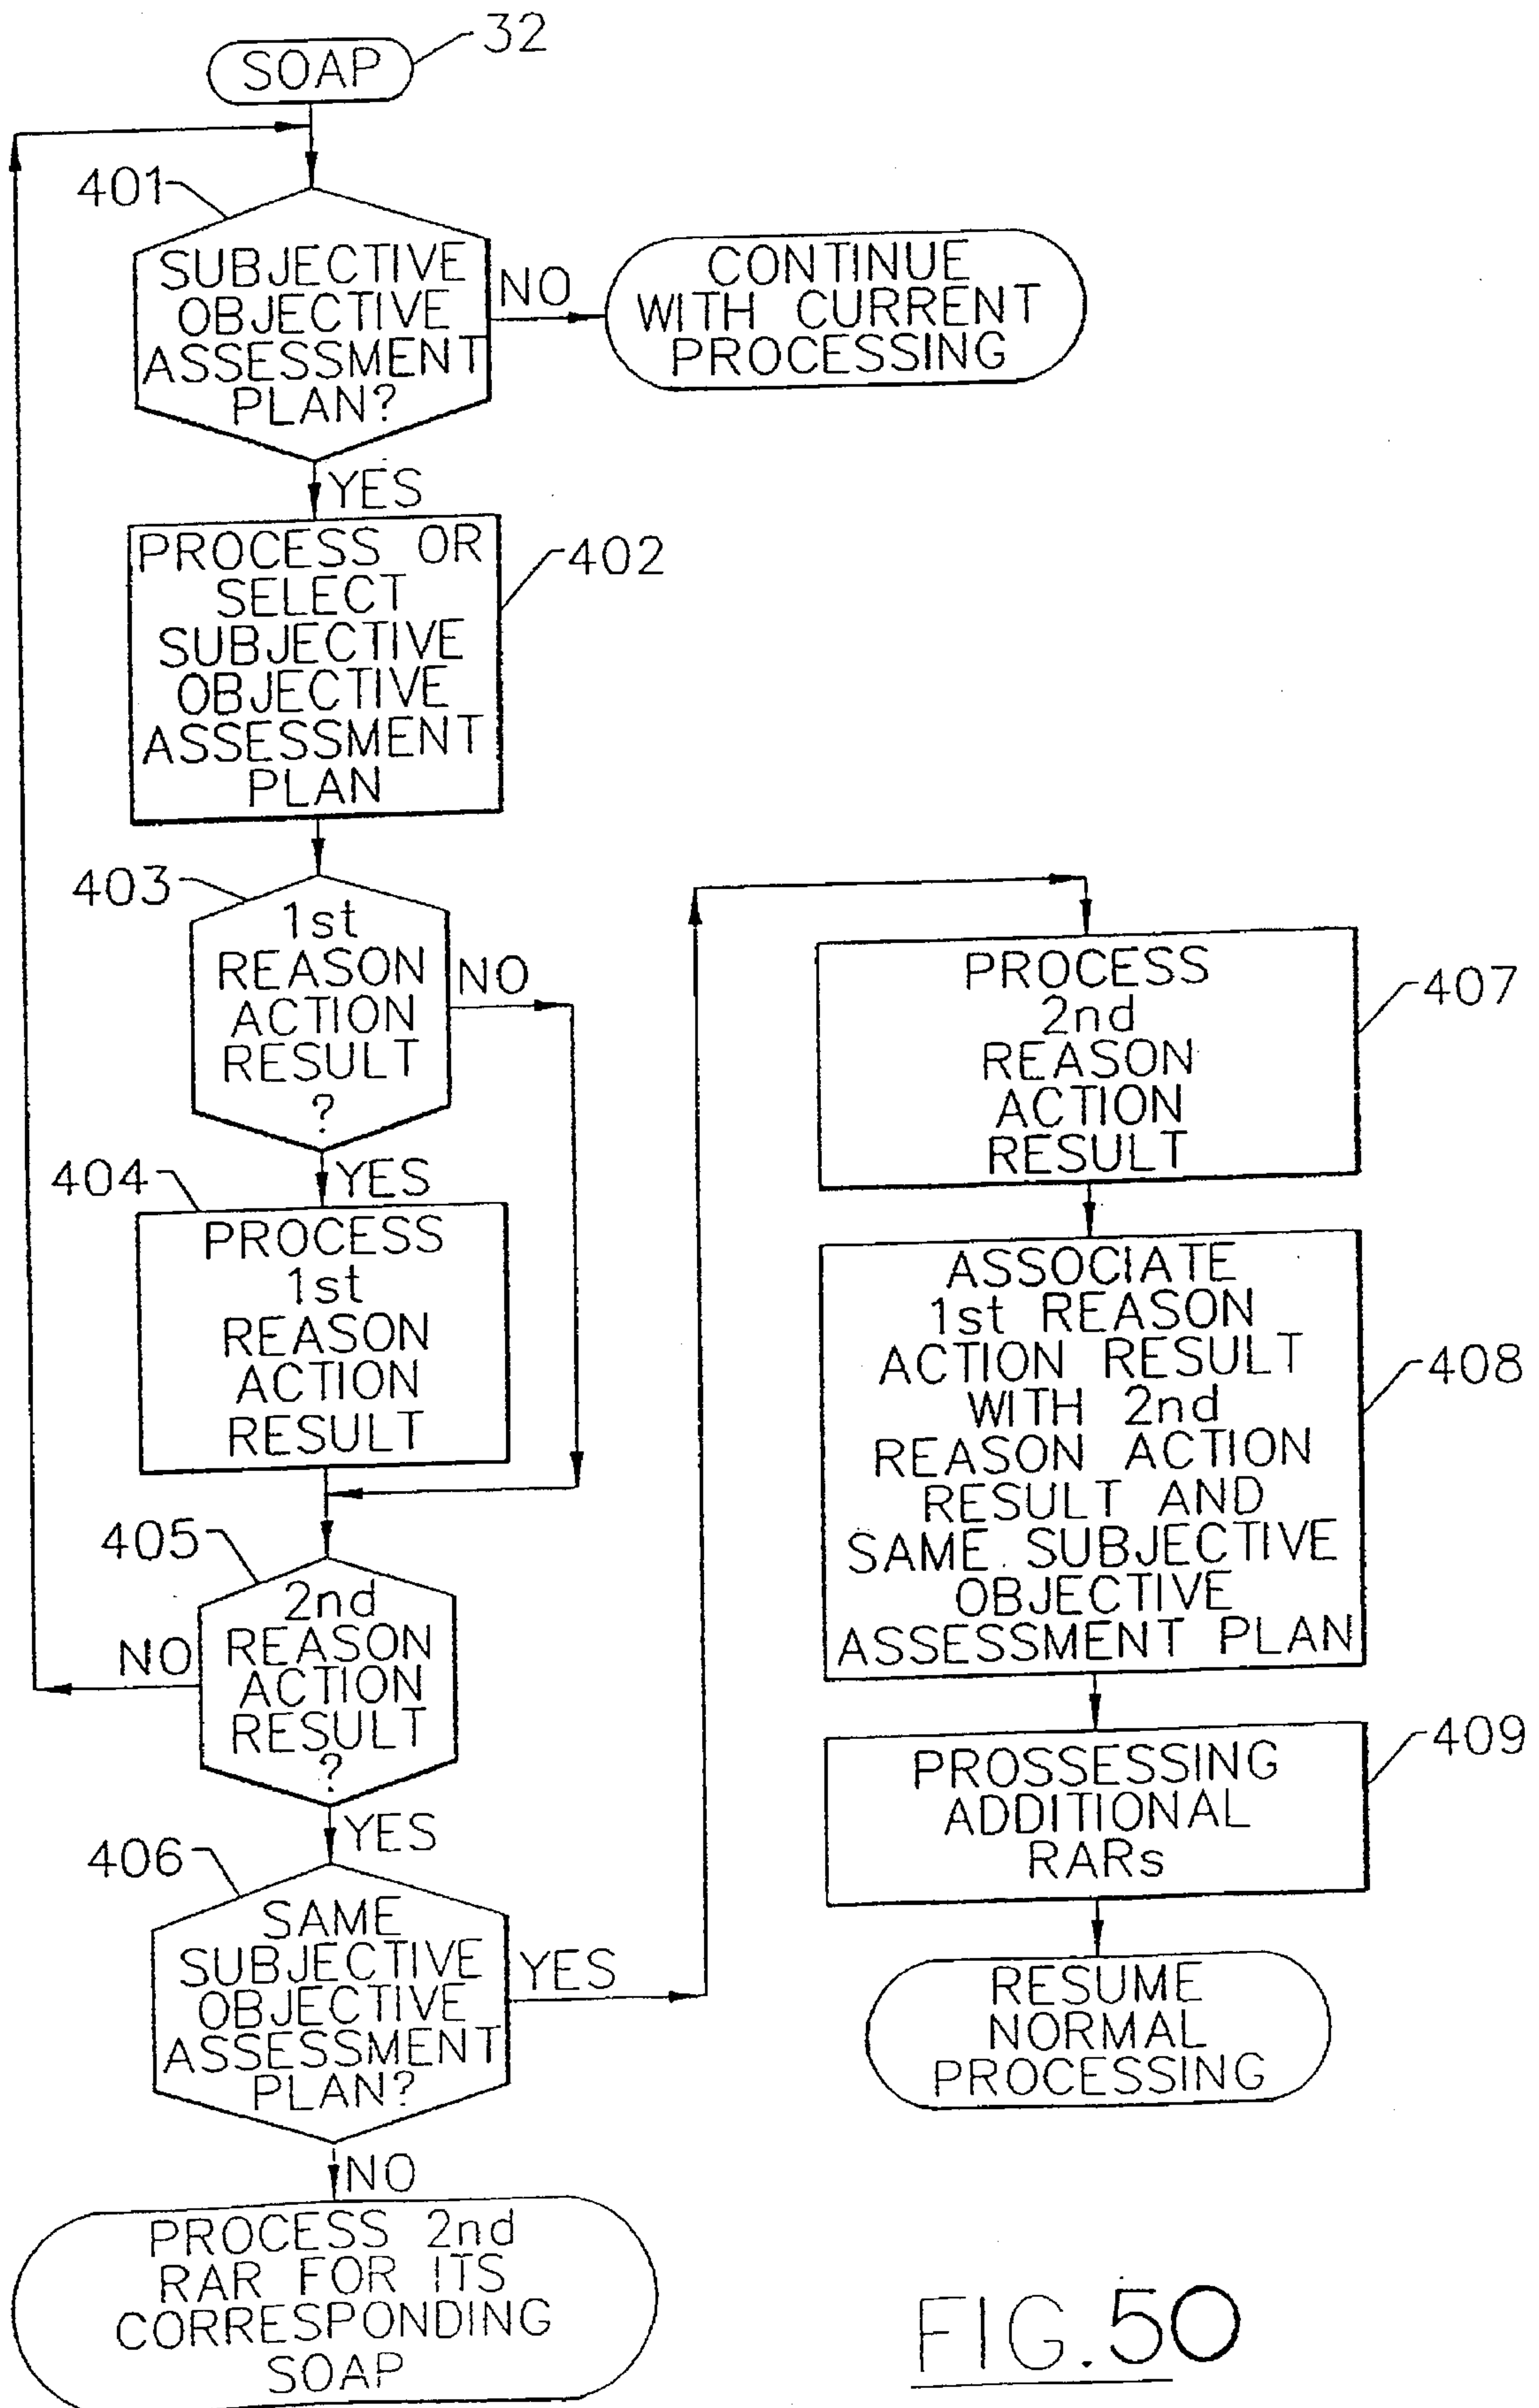 32
SOAP
401
SUBJECTIVE
OBJECTIVE
ASSESSMENT
PLAN?
NO
CONTINUE
WITH CURRENT
PROCESSING
YES
402
PROCESS OR
SELECT
SUBJECTIVE
OBJECTIVE
ASSESSMENT
PLAN
403
1st
REASON
ACTION
RESULT
?
NO
YES
404
PROCESS
1st
REASON
ACTION
RESULT
405
2nd
REASON
ACTION
RESULT
?
NO
YES
406
SAME
SUBJECTIVE
OBJECTIVE
ASSESSMENT
PLAN?
YES
NO
PROCESS 2nd
RAR FOR ITS
CORRESPONDING
SOAP
407
PROCESS
2nd
REASON
ACTION
RESULT
408
ASSOCIATE
1st REASON
ACTION RESULT
WITH 2nd
REASON ACTION
RESULT AND
SAME SUBJECTIVE
OBJECTIVE
ASSESSMENT PLAN
409
PROSSESSING
ADDITIONAL
RARs
RESUME
NORMAL
PROCESSING
FIG.50